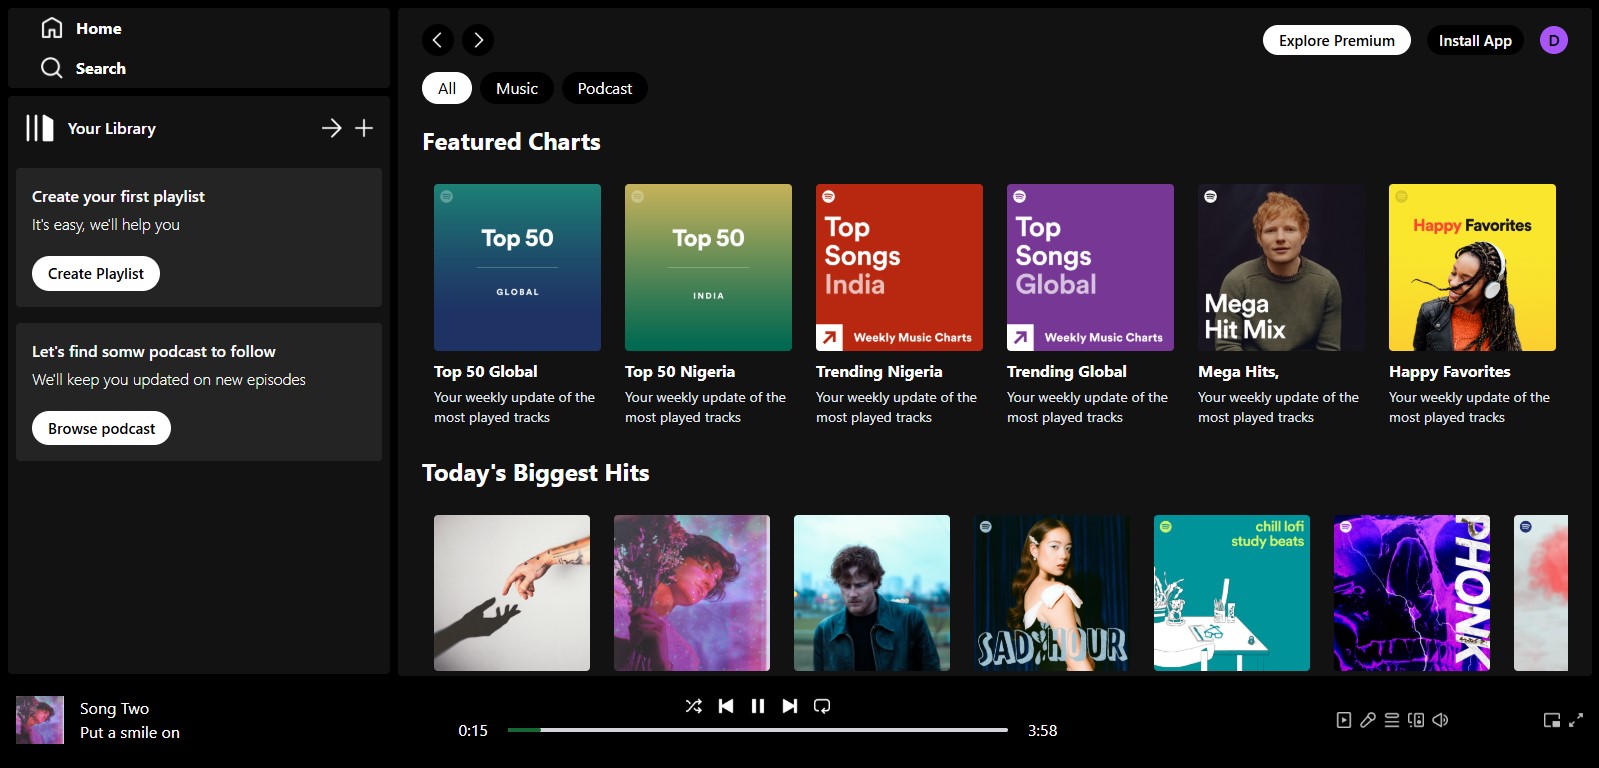 Home
Search
Your Library
Create your first playlist
It's easy, we'll help you
Create Playlist
Let's find somw podcast to follow
We'll keep you updated on new episodes
Browse podcast
Explore Premium
Install App
D
All
Music
Podcast
Featured Charts
Top 50
GLOBAL
Top 50 Global
Your weekly update of the
most played tracks
Top 50
INDIA
Top 50 Nigeria
Your weekly update of the
most played tracks
Top
Songs
India
Weekly Music Charts
Trending Nigeria
Your weekly update of the
most played tracks
Top
Songs
Global
Weekly Music Charts
Trending Global
Your weekly update of the
most played tracks
Mega
Hit Mix
Mega Hits,
Your weekly update of the
most played tracks
Happy Favorites
Happy Favorites
Your weekly update of the
most played tracks
Today's Biggest Hits
SAD HOUR
chill lofi
study beats
PHONK
Song Two
Put a smile on
0:15
3:58